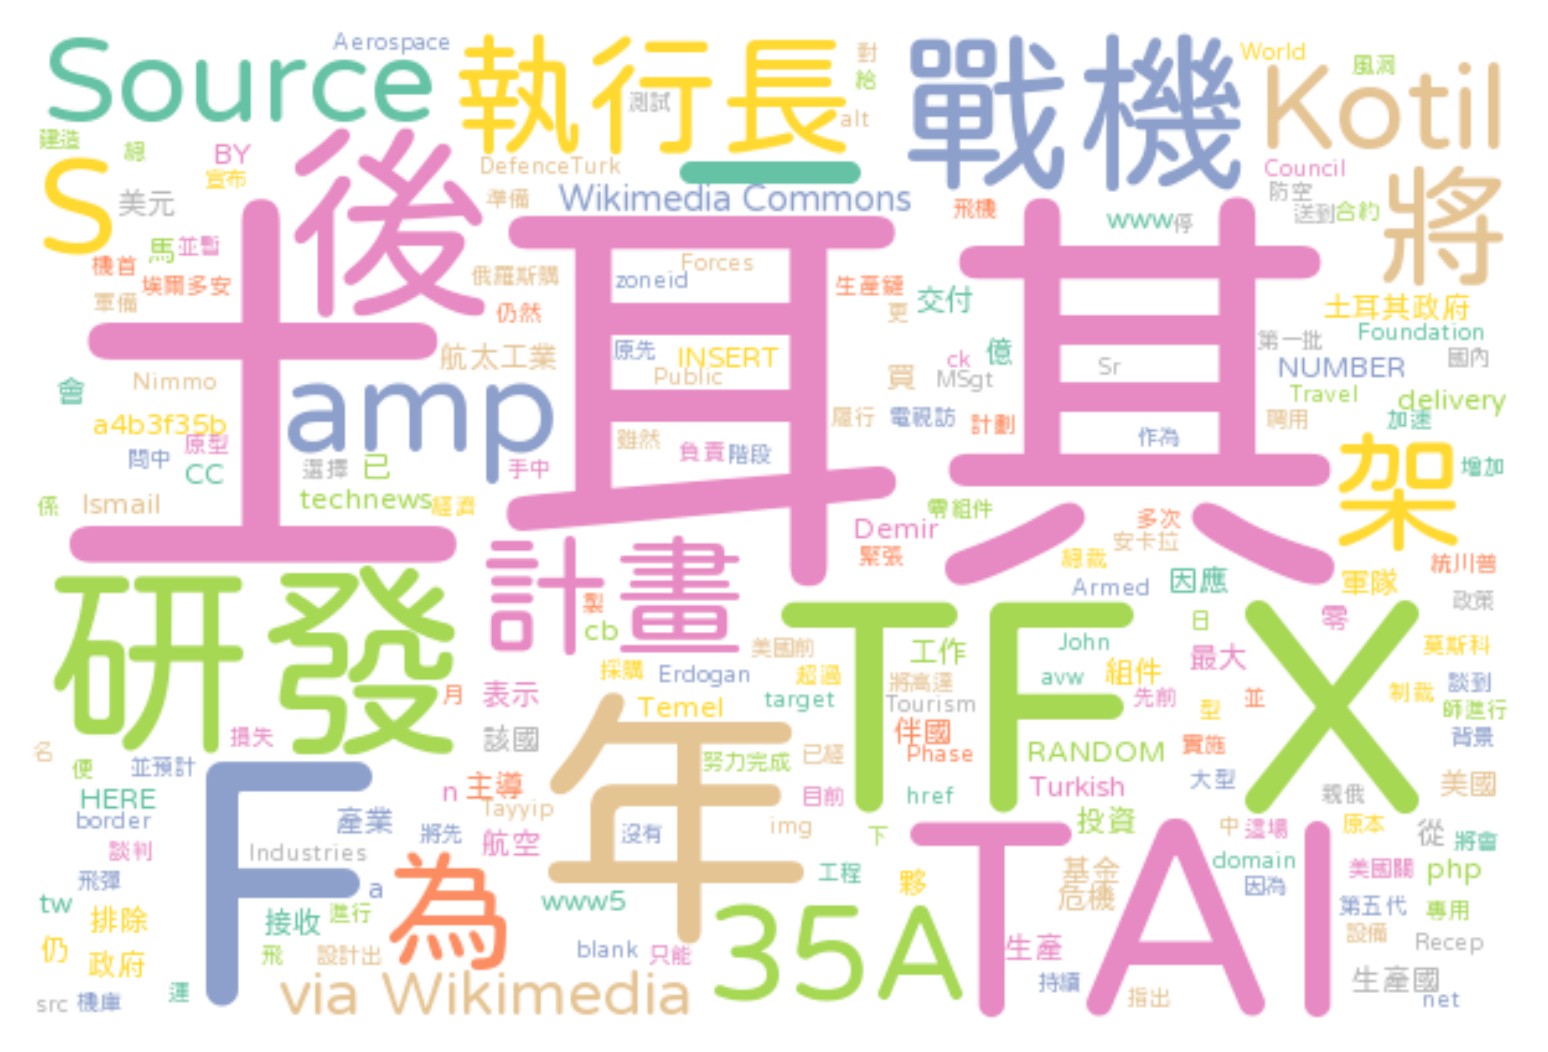 Source
Aerospace
執行長
測試
對
給
alt
戰機
World
Kotil
風洞
建造
總
BY
宣布
S
美元
後
DefenceTurk
準備
Wikimedia Commons
飛機
Council
防空
送到
合約
www
停
將
馬
並暫
機首
埃爾多安
軍備
俄羅斯購
仍然
zoneid
Forces
生產鏈
更
交付
土耳其政府
土耳其
航太工業
原先
INSERT
Public
ck
億
買
MSgt
Sr
第一批
Foundation
NUMBER
國內
Travel
delivery
會
Nimmo
amp
a4b3f35b
原型
問中
CC
選擇
已
手中
雖然
負責
階段
履行
電視訪
計劃
作為
聘用
加速
架
增加
係
Ismail
technews
經濟
零組件
Demir
緊張
多次
安卡拉
總裁
Armed
因應
統川普
軍隊
政策
研發
計畫
製
cb
美國前
TFX
日
零
莫斯科
工作
John
最大
採購
Erdogan
超過
將高達
avw
組件
月
表示
Temel
target
Tourism
先前
型
並
制裁
談到
師進行
損失
該國
伴國
Phase
RANDOM
實施
背景
名
便
並預計
年
努力完成
已經
Turkish
大型
親俄
美國
HERE
border
n
主導
Tayyip
目前
href
投資
F
產業
將先
航空
沒有
img
下
中
這場
原本
從
將會
談判
Industries
為
工程
夥
基金
危機
TAI
domain
因為
美國關
php
飛彈
a
www5
35A
第五代
專用
tw
排除
接收
進行
設備
Recep
仍
政府
飛
設計出
blank
只能
生產
持續
指出
生產國
net
src
機庫
運
via Wikimedia